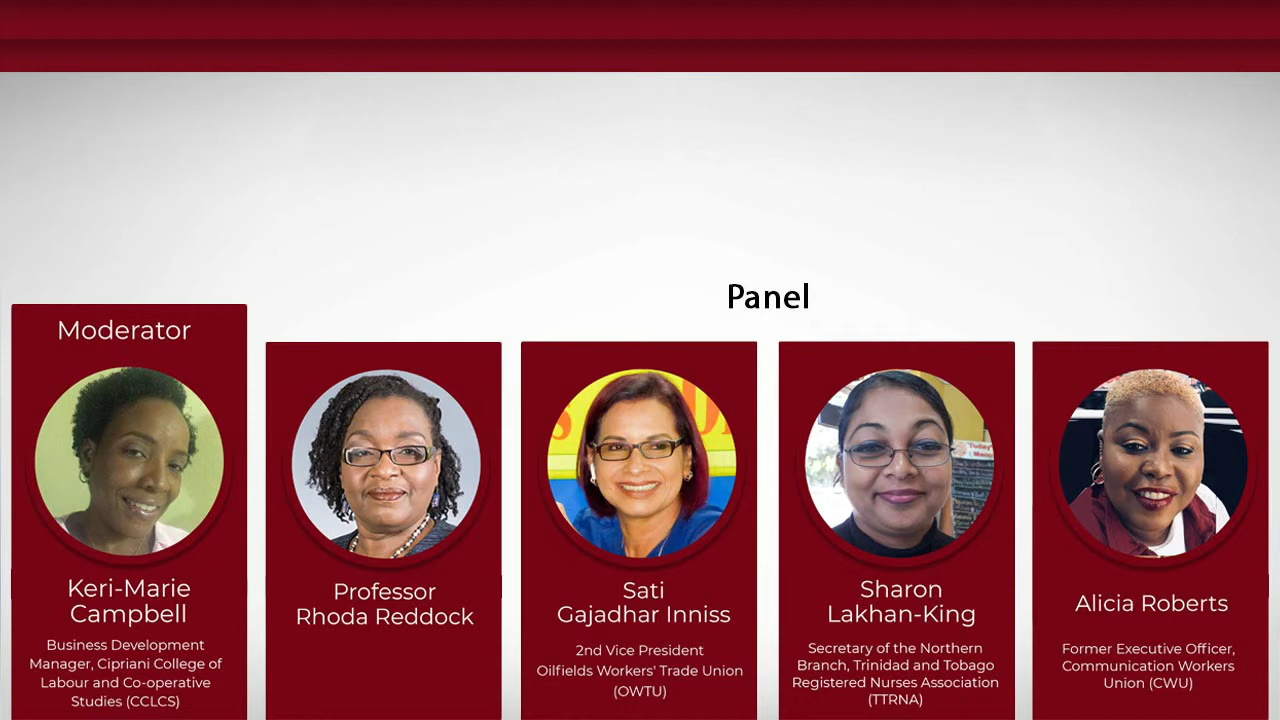 Panel
Moderator
Keri-Marie
Campbell
Business Development
Manager, Cipriani College of
Labour and Co-operative
Studies (CCLCS)
Professor
Rhoda Reddock
Sati
Gajadhar Inniss
2nd Vice President
Oilfields Workers' Trade Union
(OWTU)
Sharon
Lakhan-King
Secretary of the Northern
Branch, Trinidad and Tobago
Registered Nurses Association
(TTRNA)
Alicia Roberts
Former Executive Officer,
Communication Workers
Union (CWU)